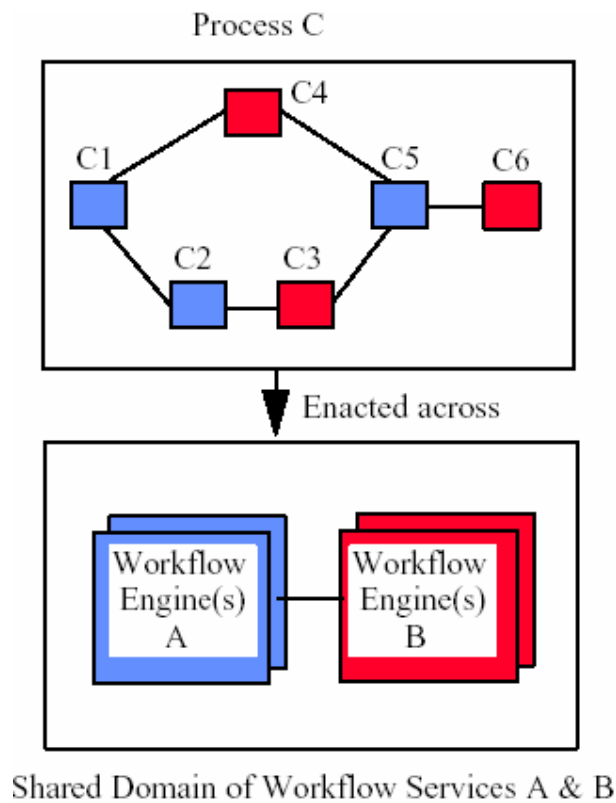 Process C
C4
C1
C5
C6
C2
C3
Enacted across
Workflow
Engine(s)
A
Workflow
Engine(s)
B
Shared Domain of Workflow Services A & B